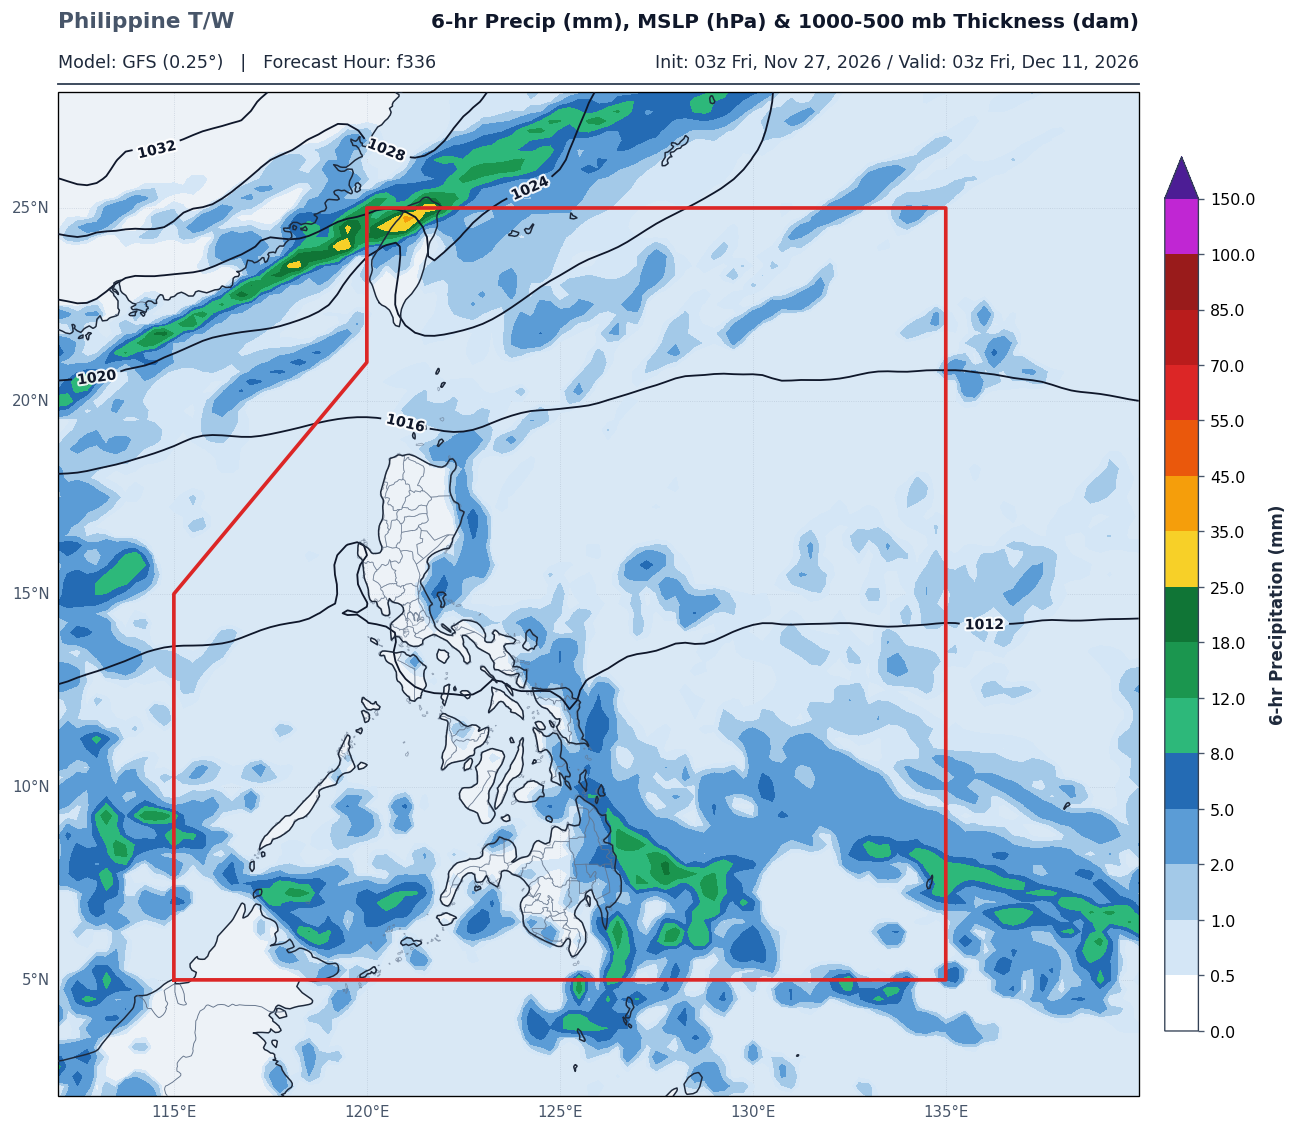 Philippine T/W
6-hr Precip (mm), MSLP (hPa) & 1000-500 mb Thickness (dam)
Model: GFS (0.25°) | Forecast Hour: f336
Init: 03z Fri, Nov 27, 2026 / Valid: 03z Fri, Dec 11, 2026
1032
1028
1024
1020
1016
1012
25°N
20°N
15°N
10°N
5°N
115°E
120°E
125°E
130°E
135°E
150.0
100.0
85.0
70.0
55.0
45.0
35.0
25.0
18.0
12.0
8.0
5.0
2.0
1.0
0.5
0.0
6-hr Precipitation (mm)